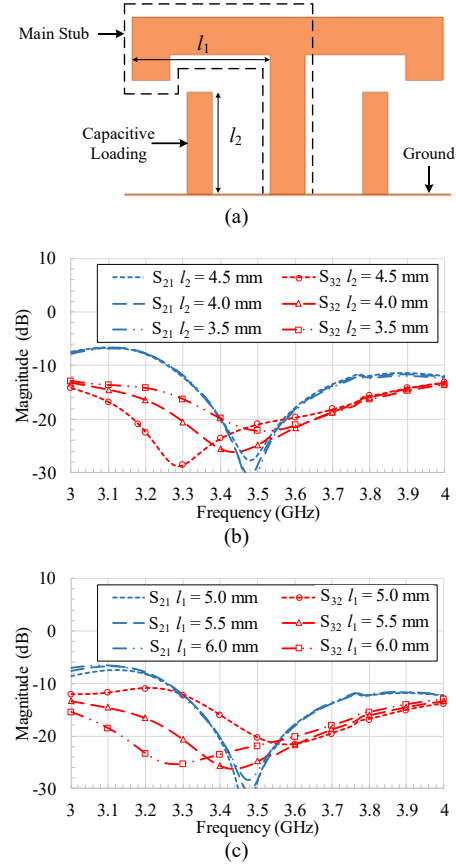 Main Stub
l1
Capacitive
Loading
l2
Ground
(a)
10
S21 l2 = 4.5 mm S32 l2 = 4.5 mm
0
S21 l2 = 4.0 mm S32 l2 = 4.0 mm
S21 l2 = 3.5 mm S32 l2 = 3.5 mm
-10
-20
-30
Magnitude (dB)
3 3.1 3.2 3.3 3.4 3.5 3.6 3.7 3.8 3.9 4
Frequency (GHz)
(b)
10
S21 l1 = 5.0 mm S32 l1 = 5.0 mm
0
S21 l1 = 5.5 mm S32 l1 = 5.5 mm
S21 l1 = 6.0 mm S32 l1 = 6.0 mm
-10
-20
-30
Magnitude (dB)
3 3.1 3.2 3.3 3.4 3.5 3.6 3.7 3.8 3.9 4
Frequency (GHz)
(c)